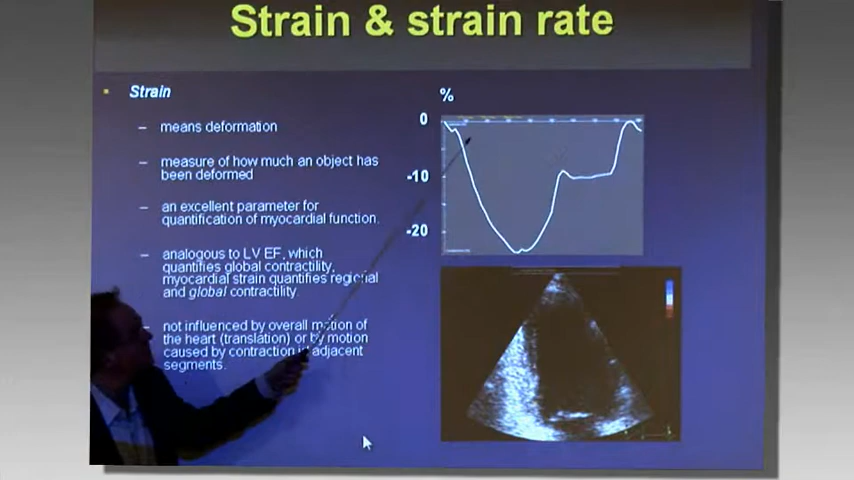 Strain & strain rate
Strain
– means deformation
– measure of how much an object has
been deformed
– an excellent parameter for
quantification of myocardial function.
– analogous to LV EF, which
quantifies global contractility,
myocardial strain quantifies regional
and global contractility.
– not influenced by overall motion of
the heart (translation) or by motion
caused by contraction in adjacent
segments.
%
0
-10
-20